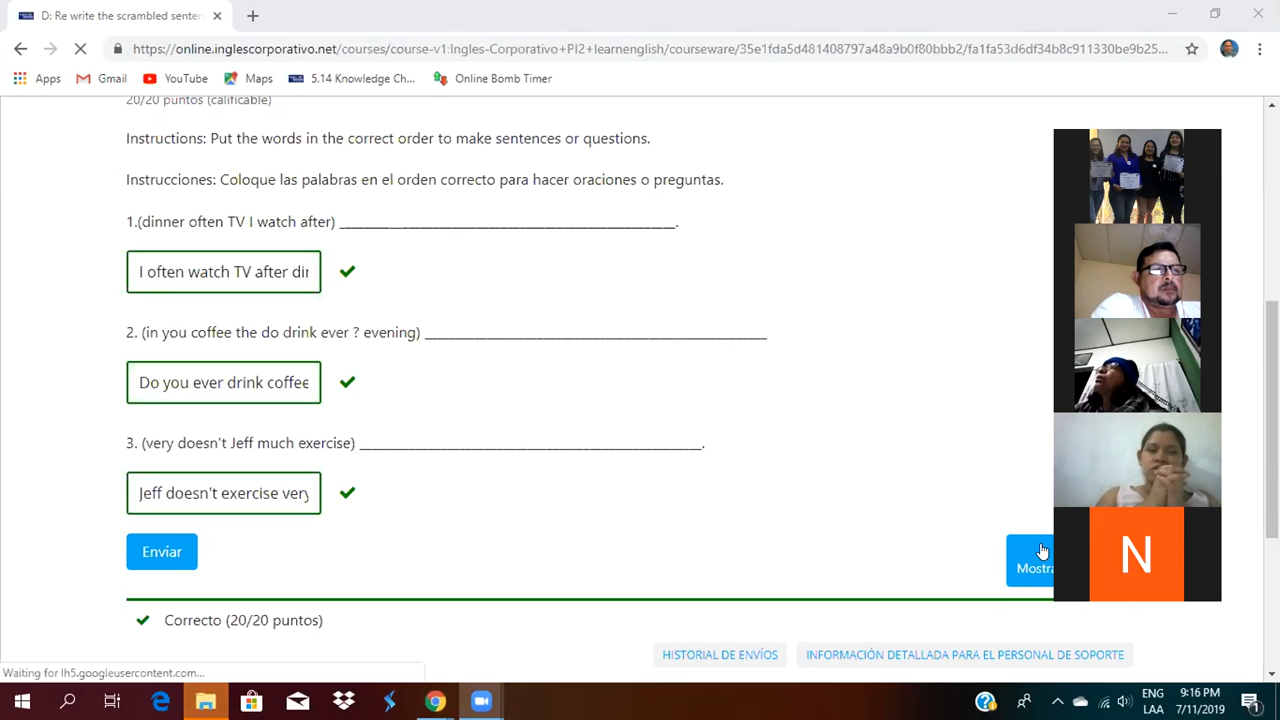 D: Re write the scrambled senter
https://online.inglescorporativo.net/courses/course-v1:Ingles-Corporativo+PI2+learnenglish/courseware/35e1fda5d481408797a48a9b0f80bbb2/fa1fa53d6df34b8c911330be9b25...
Apps Gmail YouTube Maps 5.14 Knowledge Ch... Online Bomb Timer
20/20 puntos (calificable)
Instructions: Put the words in the correct order to make sentences or questions.
Instrucciones: Coloque las palabras en el orden correcto para hacer oraciones o preguntas.
1.(dinner often TV I watch after) ______________________________________.
I often watch TV after din
2. (in you coffee the do drink ever ? evening) ______________________________________
Do you ever drink coffee
3. (very doesn't Jeff much exercise) ______________________________________.
Jeff doesn't exercise very
Enviar
Mostra
N
Correcto (20/20 puntos)
HISTORIAL DE ENVÍOS INFORMACIÓN DETALLADA PARA EL PERSONAL DE SOPORTE
Waiting for lh5.googleusercontent.com...
ENG 9:16 PM
LAA 7/11/2019
1